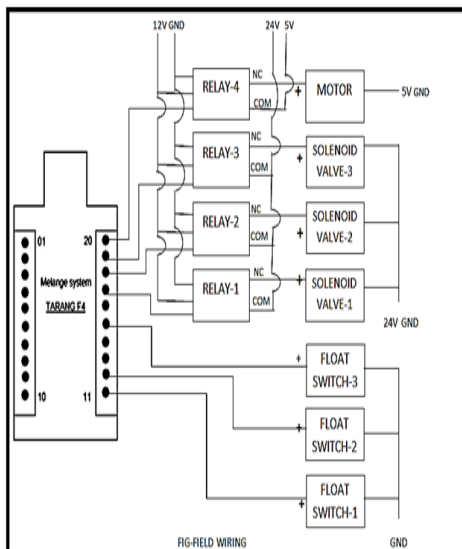 12V GND 24V 5V
RELAY-4 NC COM + MOTOR 5V GND
RELAY-3 NC COM + SOLENOID VALVE-3
RELAY-2 NC COM + SOLENOID VALVE-2
RELAY-1 NC COM + SOLENOID VALVE-1
24V GND
01 20
Melange system
TARANG F4
10 11
+ FLOAT
SWITCH-3
+ FLOAT
SWITCH-2
+ FLOAT
SWITCH-1
FIG-FIELD WIRING GND